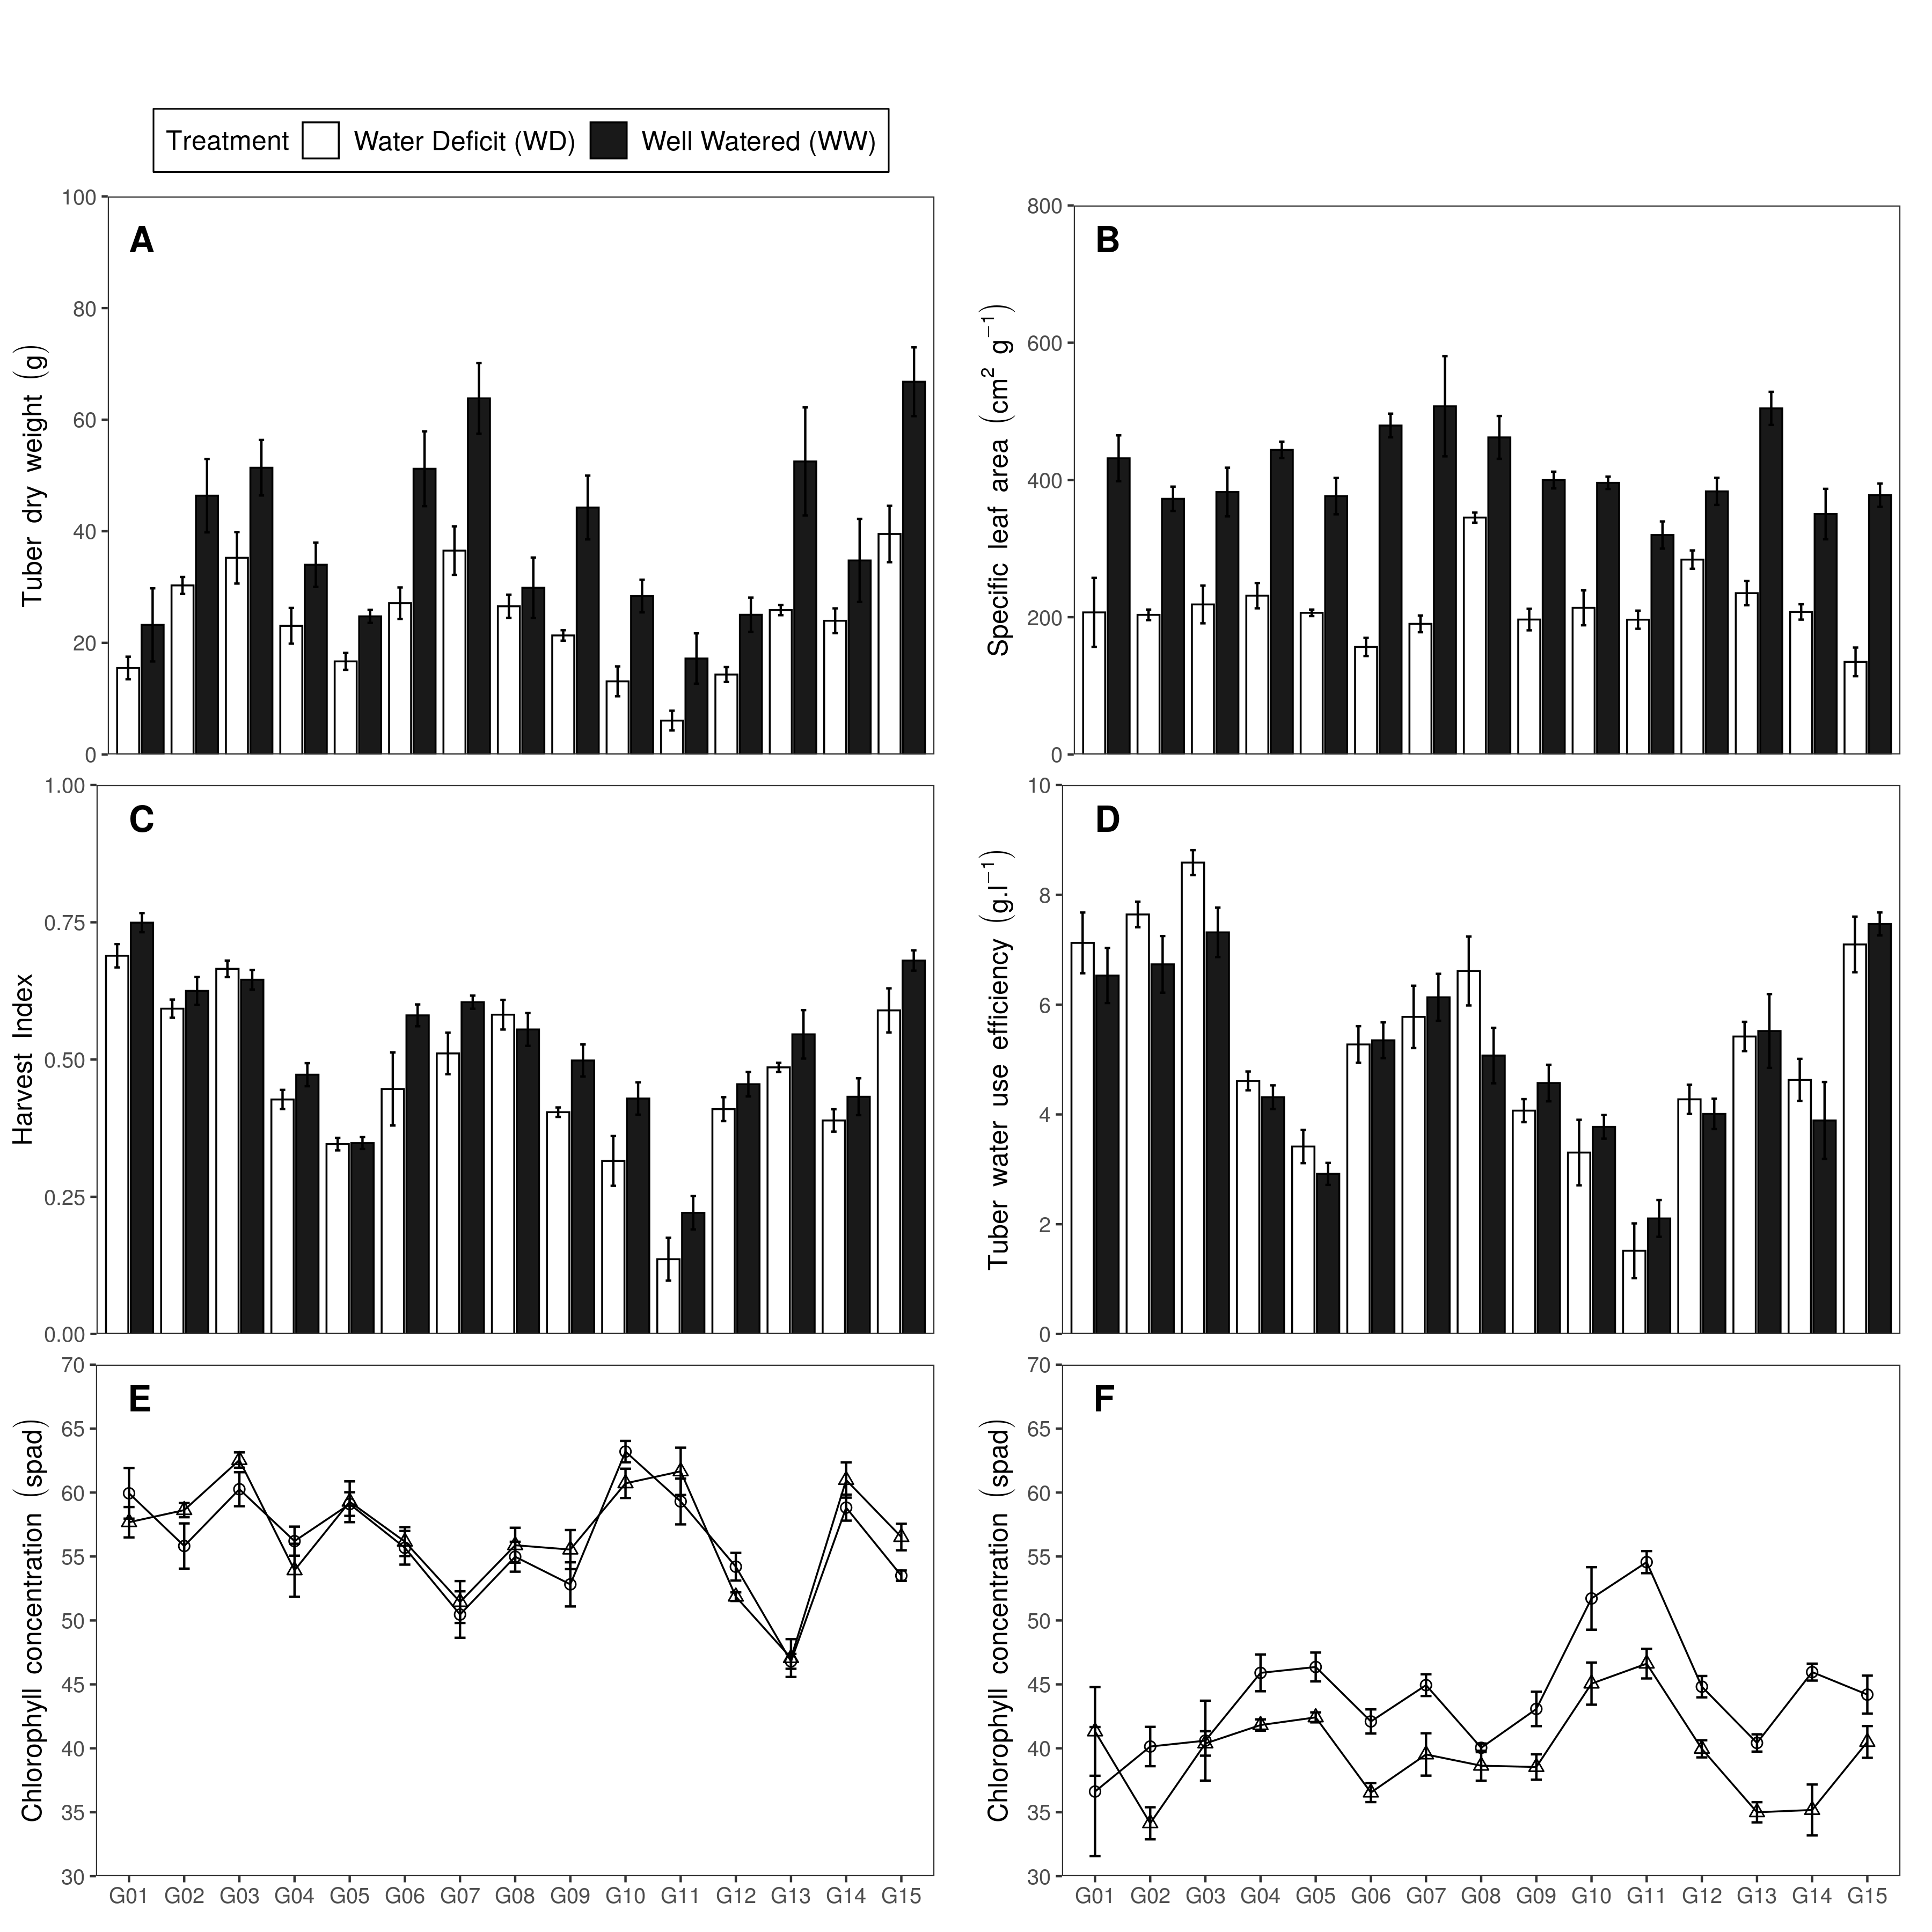 Treatment Water Deficit (WD) Well Watered (WW)
A
Tuber dry weight (g)
100
80
60
40
20
0
B
Specific leaf area (cm² g⁻¹)
800
600
400
200
0
C
Harvest Index
1.00
0.75
0.50
0.25
0.00
D
Tuber water use efficiency (g.l⁻¹)
10
8
6
4
2
0
E
Chlorophyll concentration (spad)
70
65
60
55
50
45
40
35
30
G01 G02 G03 G04 G05 G06 G07 G08 G09 G10 G11 G12 G13 G14 G15
F
Chlorophyll concentration (spad)
70
65
60
55
50
45
40
35
30
G01 G02 G03 G04 G05 G06 G07 G08 G09 G10 G11 G12 G13 G14 G15